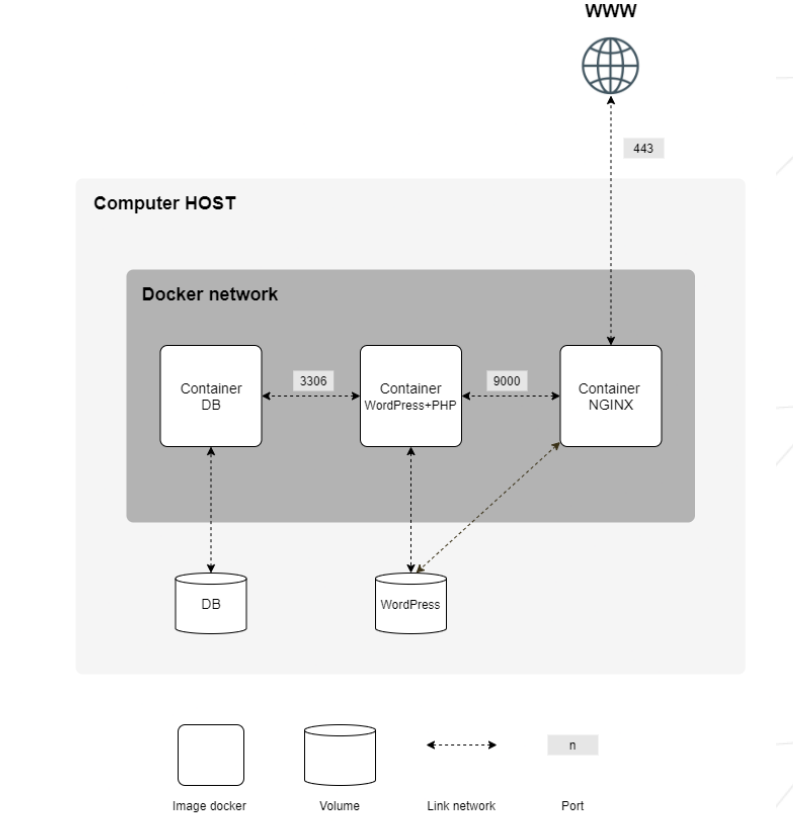 WWW
443
Computer HOST
Docker network
Container
DB
3306
Container
WordPress+PHP
9000
Container
NGINX
DB
WordPress
n
Image docker
Volume
Link network
Port